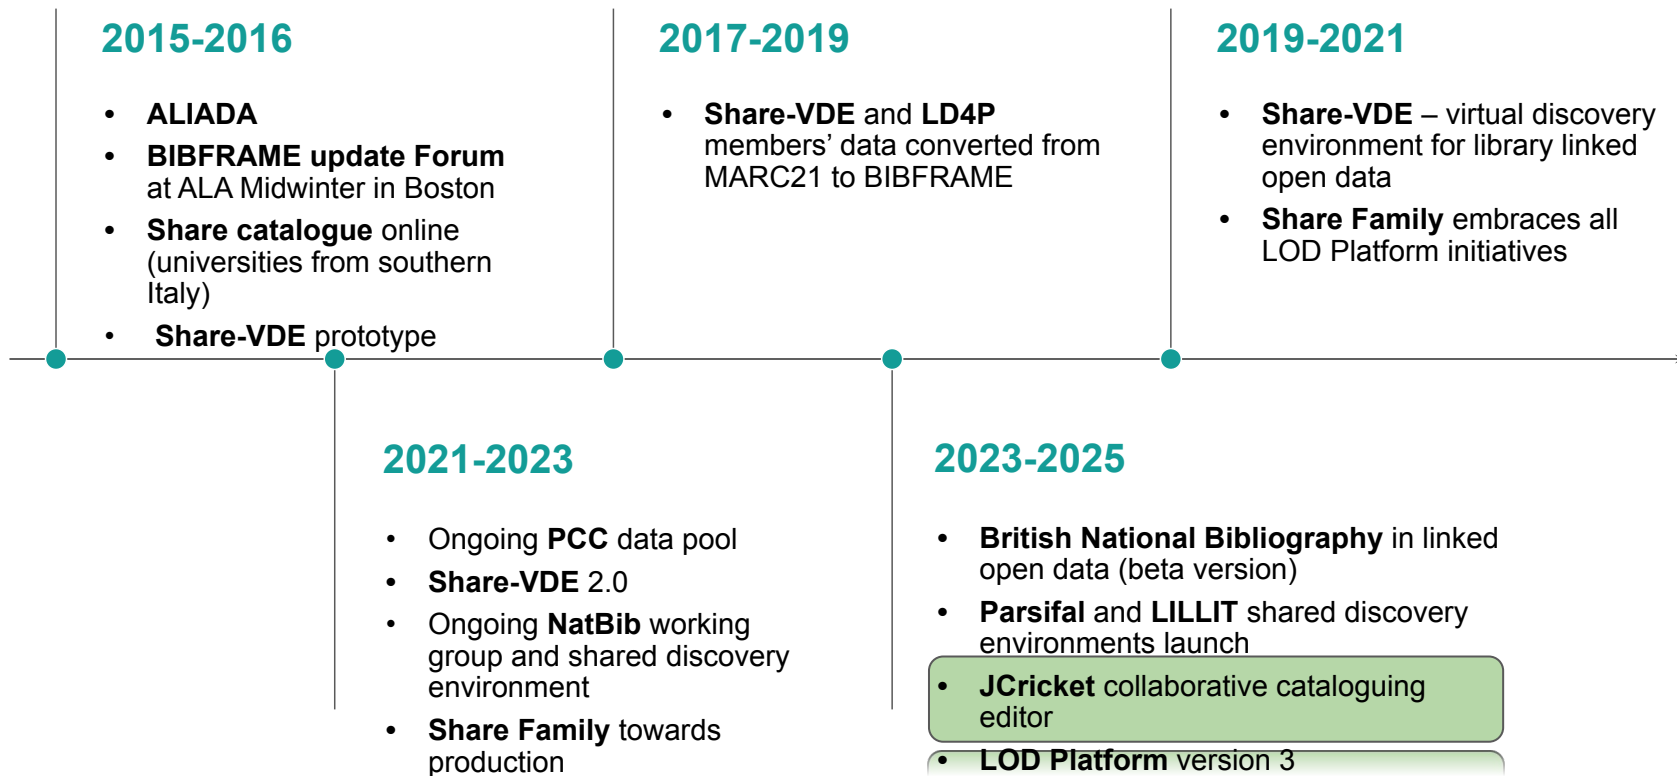 2015-2016
• ALIADA
• BIBFRAME update Forum
at ALA Midwinter in Boston
• Share catalogue online
(universities from southern
Italy)
• Share-VDE prototype
2017-2019
• Share-VDE and LD4P
members’ data converted from
MARC21 to BIBFRAME
2019-2021
• Share-VDE – virtual discovery
environment for library linked
open data
• Share Family embraces all
LOD Platform initiatives
2021-2023
• Ongoing PCC data pool
• Share-VDE 2.0
• Ongoing NatBib working
group and shared discovery
environment
• Share Family towards
production
2023-2025
• British National Bibliography in linked
open data (beta version)
• Parsifal and LILLIT shared discovery
environments launch
• JCricket collaborative cataloguing
editor
• LOD Platform version 3